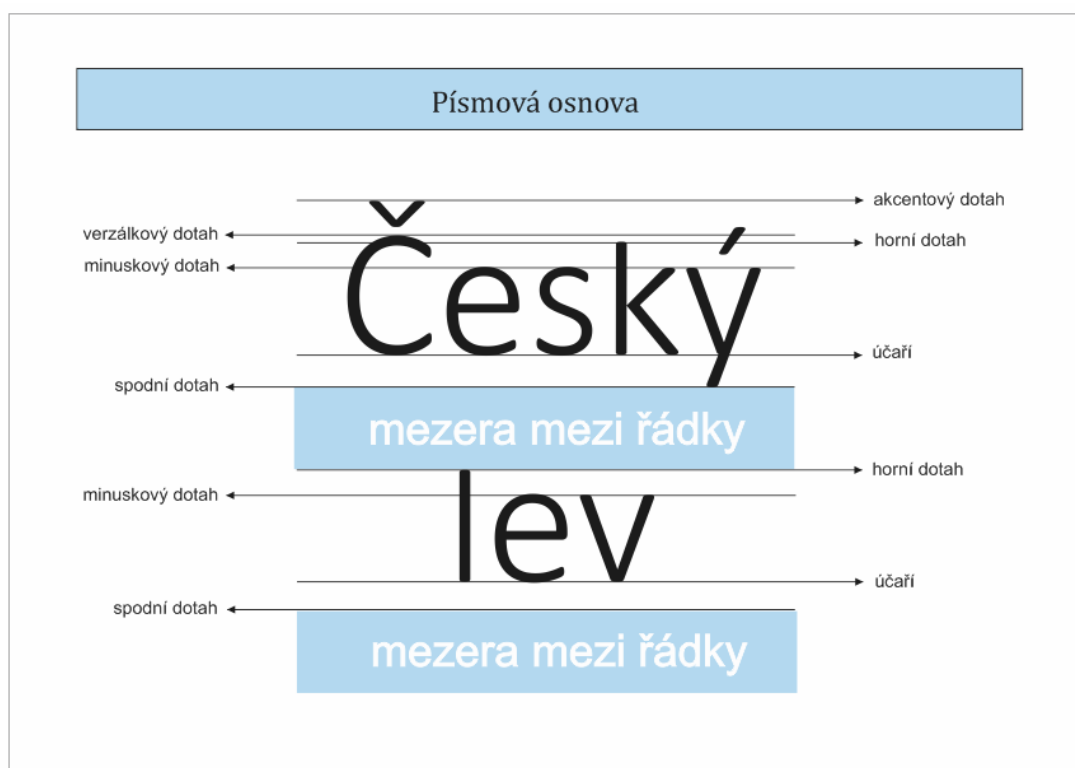 Písmová osnova
akcentový dotah
verzálkový dotah
horní dotah
minuskový dotah
Český
účaří
spodní dotah
mezera mezi řádky
horní dotah
minuskový dotah
lev
účaří
spodní dotah
mezera mezi řádky